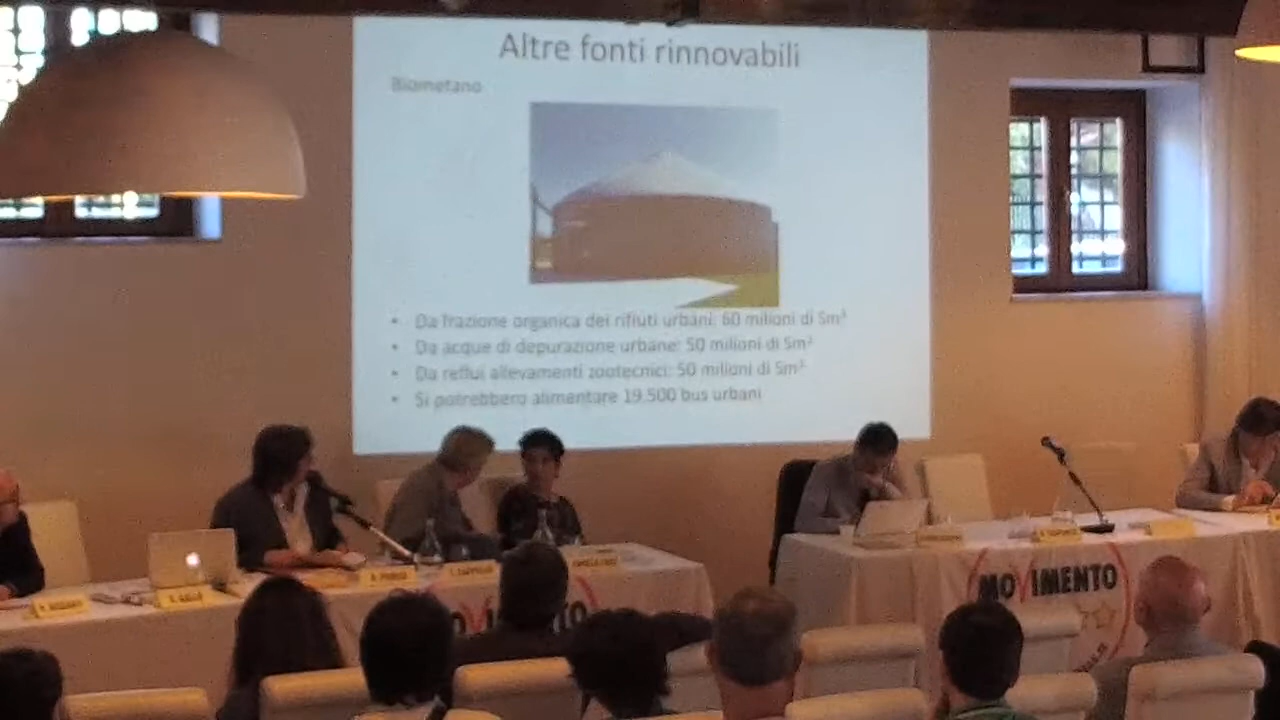 Altre fonti rinnovabili
Biometano
• Da frazione organica dei rifiuti urbani: 60 milioni di Sm³
• Da acque di depurazione urbane: 50 milioni di Sm³
• Da reflui allevamenti zootecnici: 50 milioni di Sm³
• Si potrebbero alimentare 19.500 bus urbani
MOVIMENTO